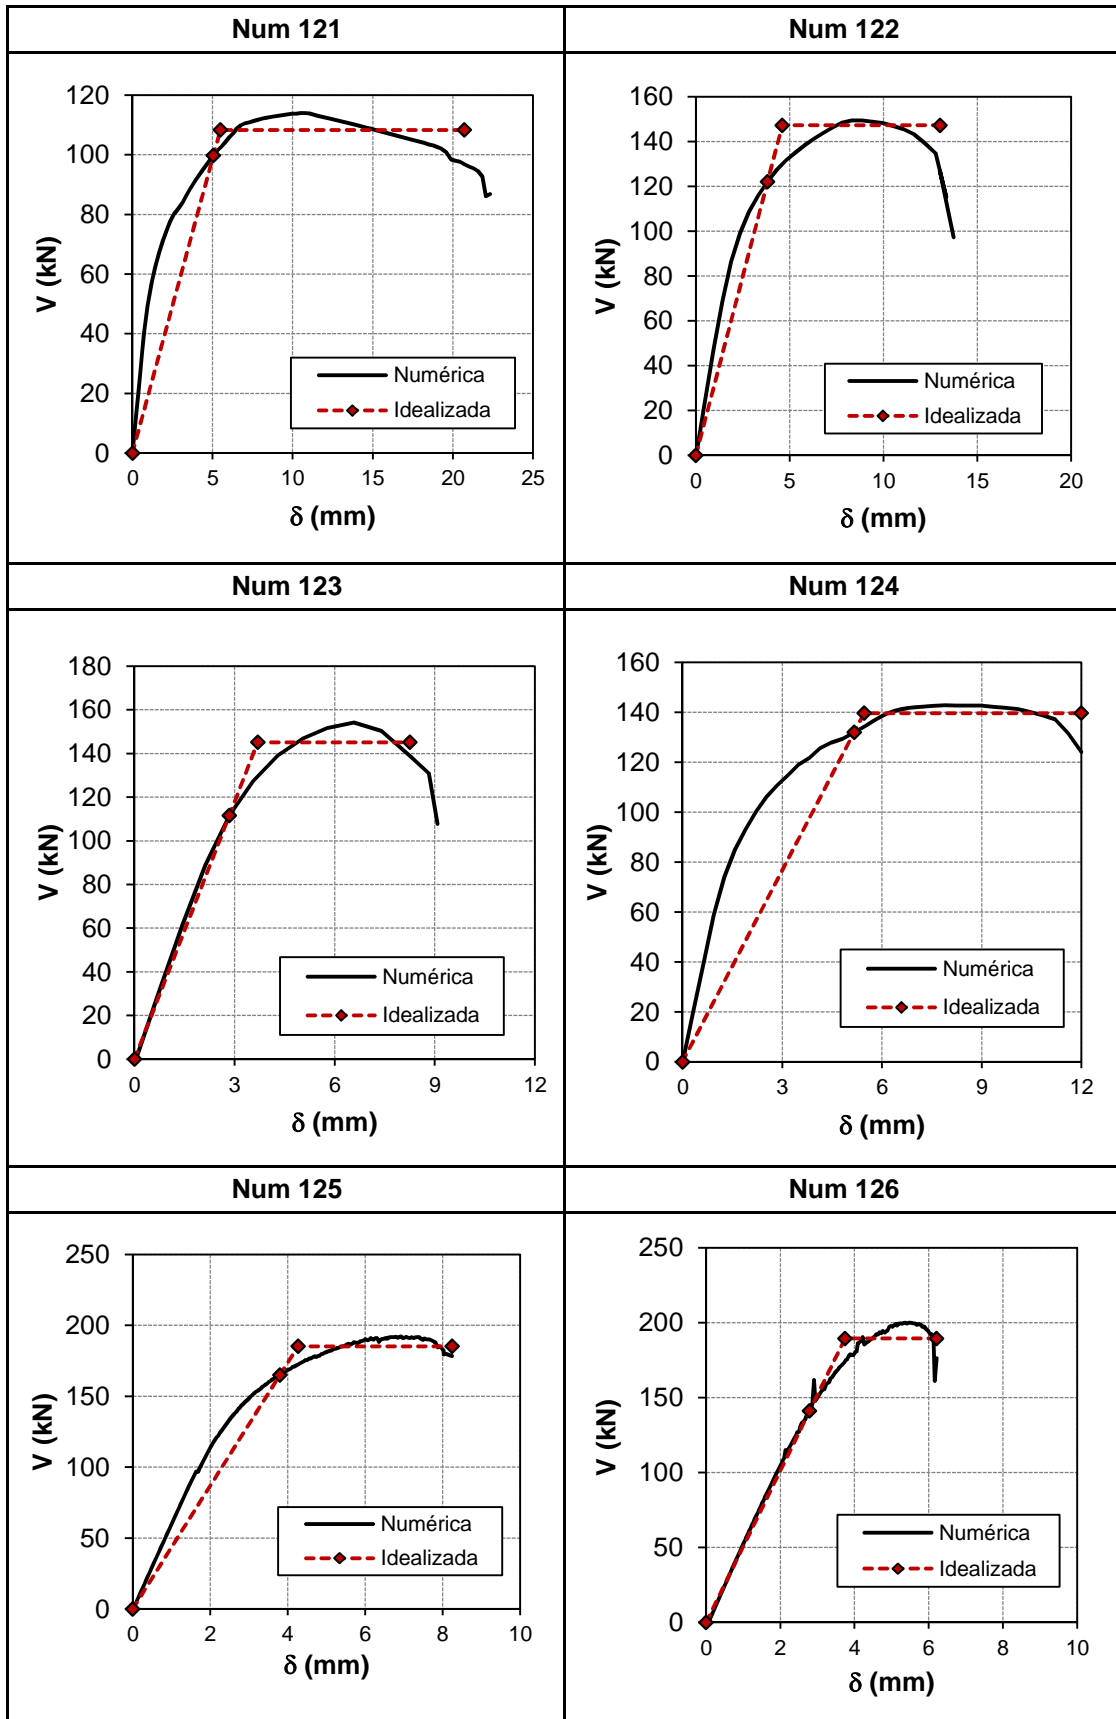 Num 121
Num 122
120
100
80
60
40
20
0
V (kN)
0 5 10 15 20 25
δ (mm)
Numérica
Idealizada
160
140
120
100
80
60
40
20
0
V (kN)
0 5 10 15 20
δ (mm)
Numérica
Idealizada
Num 123
Num 124
180
160
140
120
100
80
60
40
20
0
V (kN)
0 3 6 9 12
δ (mm)
Numérica
Idealizada
160
140
120
100
80
60
40
20
0
V (kN)
0 3 6 9 12
δ (mm)
Numérica
Idealizada
Num 125
Num 126
250
200
150
100
50
0
V (kN)
0 2 4 6 8 10
δ (mm)
Numérica
Idealizada
250
200
150
100
50
0
V (kN)
0 2 4 6 8 10
δ (mm)
Numérica
Idealizada